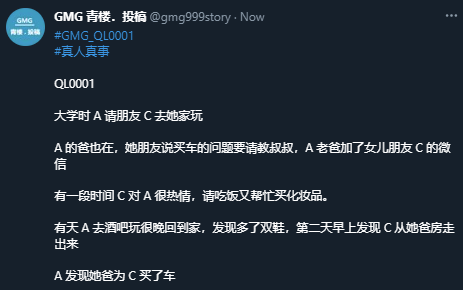 GMG
青楼．投稿
GMG 青楼．投稿 @gmg999story · Now
#GMG_QL0001
#真人真事
QL0001
大学时 A 请朋友 C 去她家玩
A 的爸也在，她朋友说买车的问题要请教叔叔，A 老爸加了女儿朋友 C 的微
信
有一段时间 C 对 A 很热情，请吃饭又帮忙买化妆品。
有天 A 去酒吧玩很晚回到家，发现多了双鞋，第二天早上发现 C 从她爸房走
出来
A 发现她爸为 C 买了车